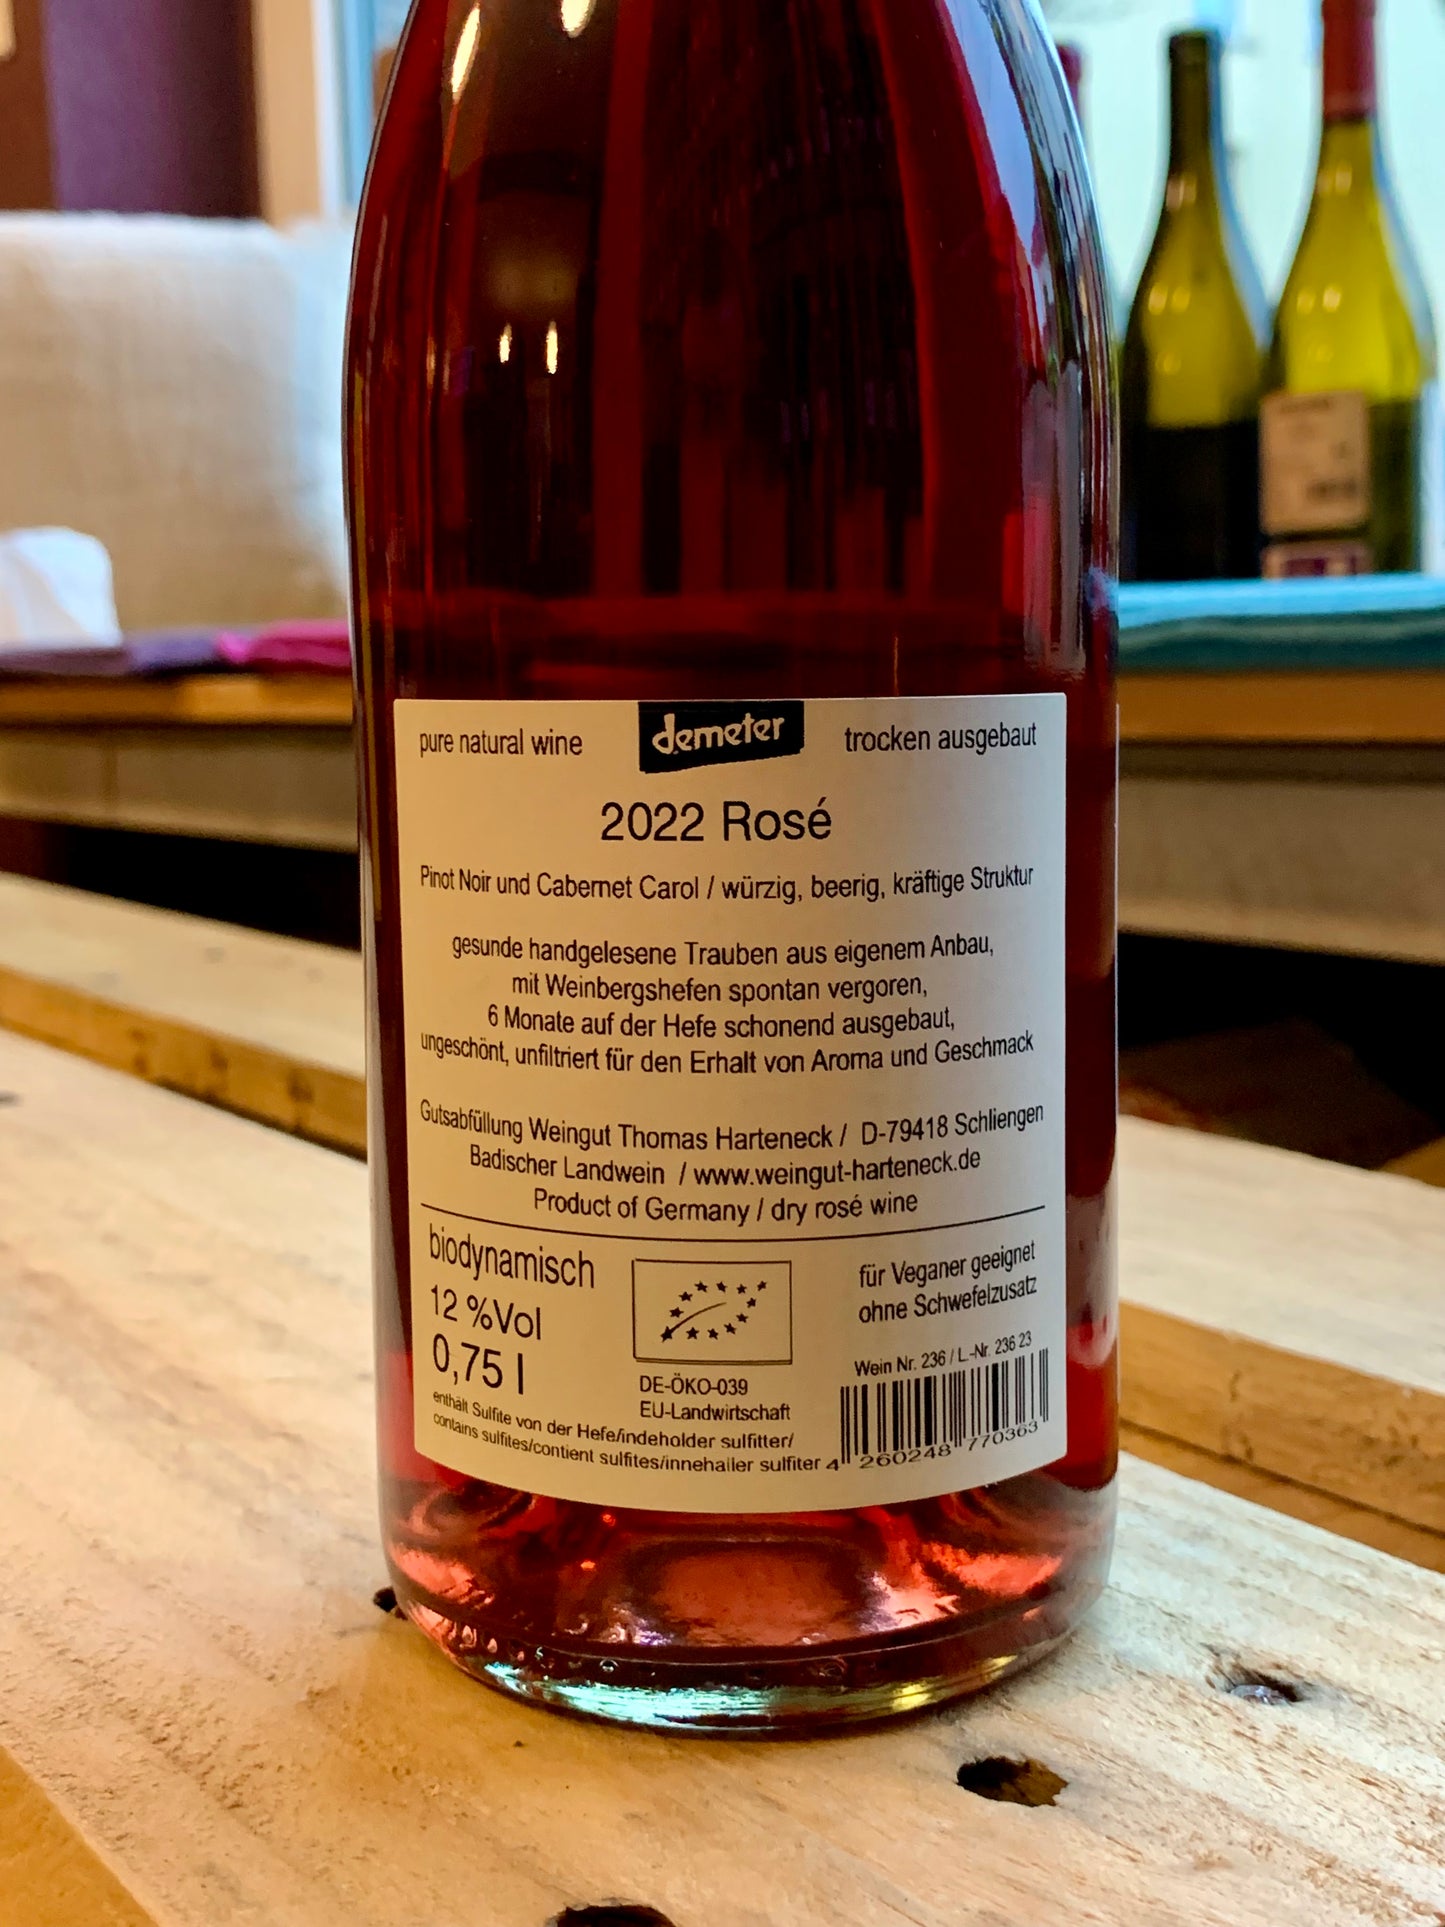 pure natural wine demeter trocken ausgebaut
2022 Rosé
Pinot Noir und Cabernet Carol / würzig, beerig, kräftige Struktur
gesunde handgelesene Trauben aus eigenem Anbau,
mit Weinbergshefen spontan vergoren,
6 Monate auf der Hefe schonend ausgebaut,
ungeschönt, unfiltriert für den Erhalt von Aroma und Geschmack
Gutsabfüllung Weingut Thomas Harteneck / D-79418 Schliengen
Badischer Landwein / www.weingut-harteneck.de
Product of Germany / dry rosé wine
biodynamisch
12 %Vol
0,75 l
DE-ÖKO-039
EU-Landwirtschaft
für Veganer geeignet
ohne Schwefelzusatz
Wein Nr. 236 / L.-Nr. 236 23
enthält Sulfite von der Hefe/indeholder sulfitter/
contains sulfites/contient sulfites/innehaller sulfiter
4 260248 770363